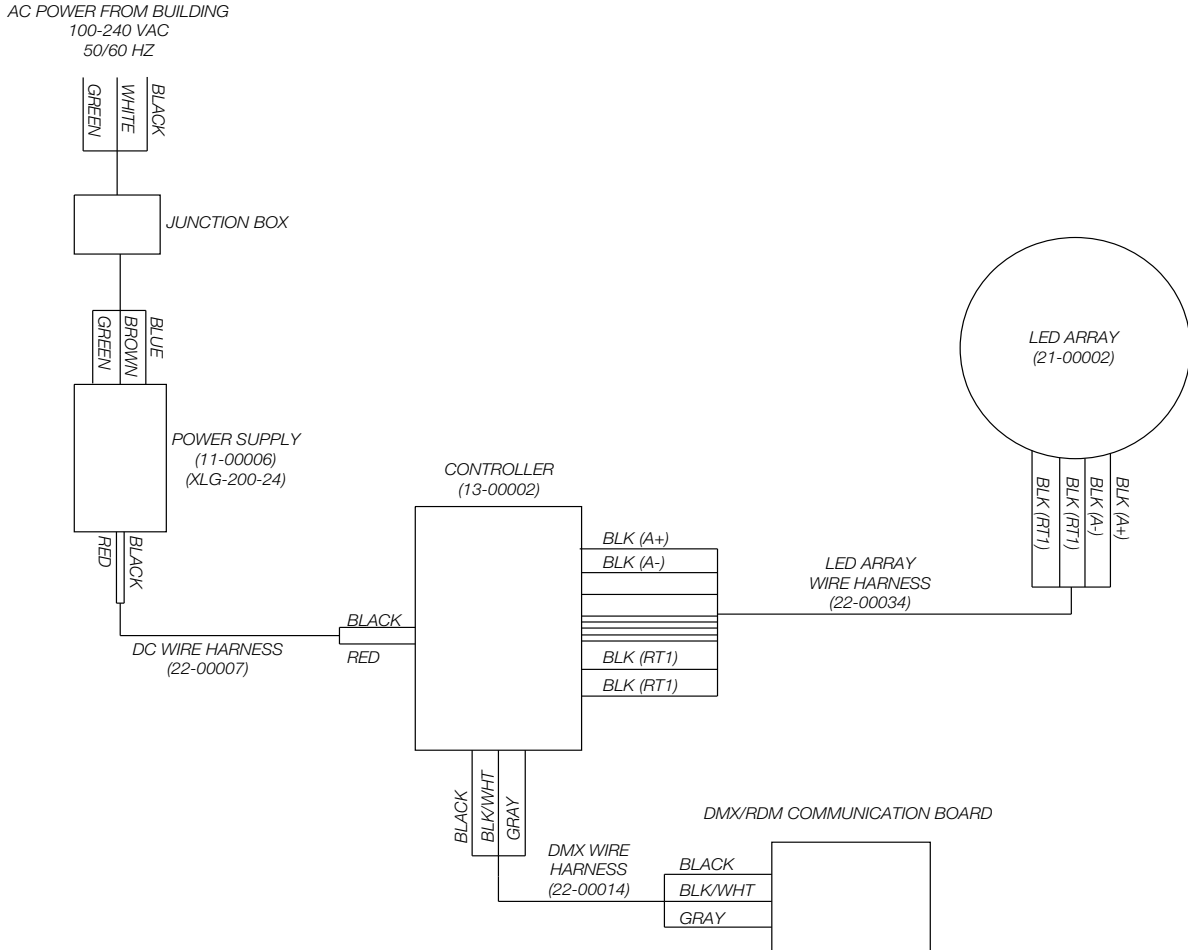 AC POWER FROM BUILDING
100-240 VAC
50/60 HZ
GREEN
WHITE
BLACK
JUNCTION BOX
GREEN
BROWN
BLUE
POWER SUPPLY
(11-00006)
(XLG-200-24)
RED
BLACK
DC WIRE HARNESS
(22-00007)
BLACK
RED
CONTROLLER
(13-00002)
BLK (A+)
BLK (A-)
BLK (RT1)
BLK (RT1)
LED ARRAY
WIRE HARNESS
(22-00034)
LED ARRAY
(21-00002)
BLK (RT1)
BLK (RT1)
BLK (A-)
BLK (A+)
BLACK
BLK/WHT
GRAY
DMX WIRE
HARNESS
(22-00014)
DMX/RDM COMMUNICATION BOARD
BLACK
BLK/WHT
GRAY